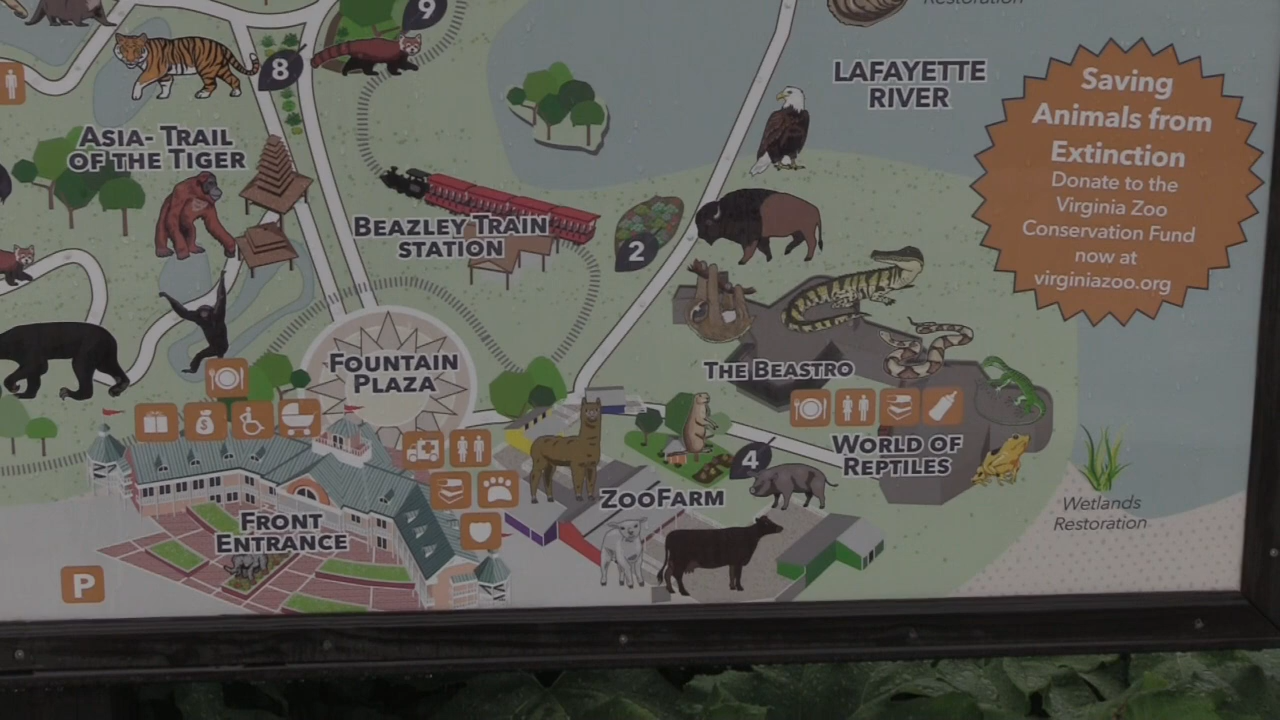 9
Restoration
8
LAFAYETTE
RIVER
Saving
Animals from
Extinction
Donate to the
Virginia Zoo
Conservation Fund
now at
virginiazoo.org
ASIA- TRAIL
OF THE TIGER
BEAZLEY TRAIN
STATION
2
FOUNTAIN
PLAZA
THE BEASTRO
WORLD OF
REPTILES
4
ZOOFARM
FRONT
ENTRANCE
Wetlands
Restoration
P